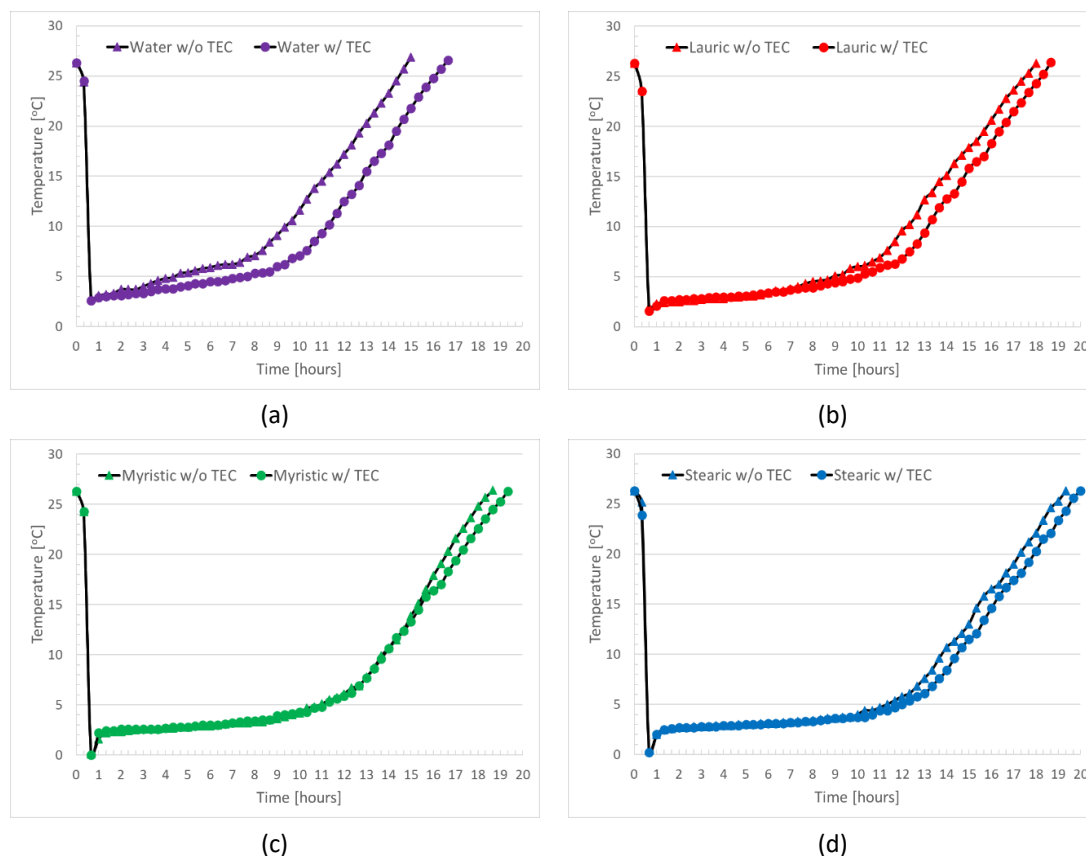 Water w/o TEC Water w/ TEC
Temperature [°C]
30
25
20
15
10
5
0
0 1 2 3 4 5 6 7 8 9 10 11 12 13 14 15 16 17 18 19 20
Time [hours]
(a)
Lauric w/o TEC Lauric w/ TEC
Temperature [°C]
30
25
20
15
10
5
0
0 1 2 3 4 5 6 7 8 9 10 11 12 13 14 15 16 17 18 19 20
Time [hours]
(b)
Myristic w/o TEC Myristic w/ TEC
Temperature [°C]
30
25
20
15
10
5
0
0 1 2 3 4 5 6 7 8 9 10 11 12 13 14 15 16 17 18 19 20
Time [hours]
(c)
Stearic w/o TEC Stearic w/ TEC
Temperature [°C]
30
25
20
15
10
5
0
0 1 2 3 4 5 6 7 8 9 10 11 12 13 14 15 16 17 18 19 20
Time [hours]
(d)